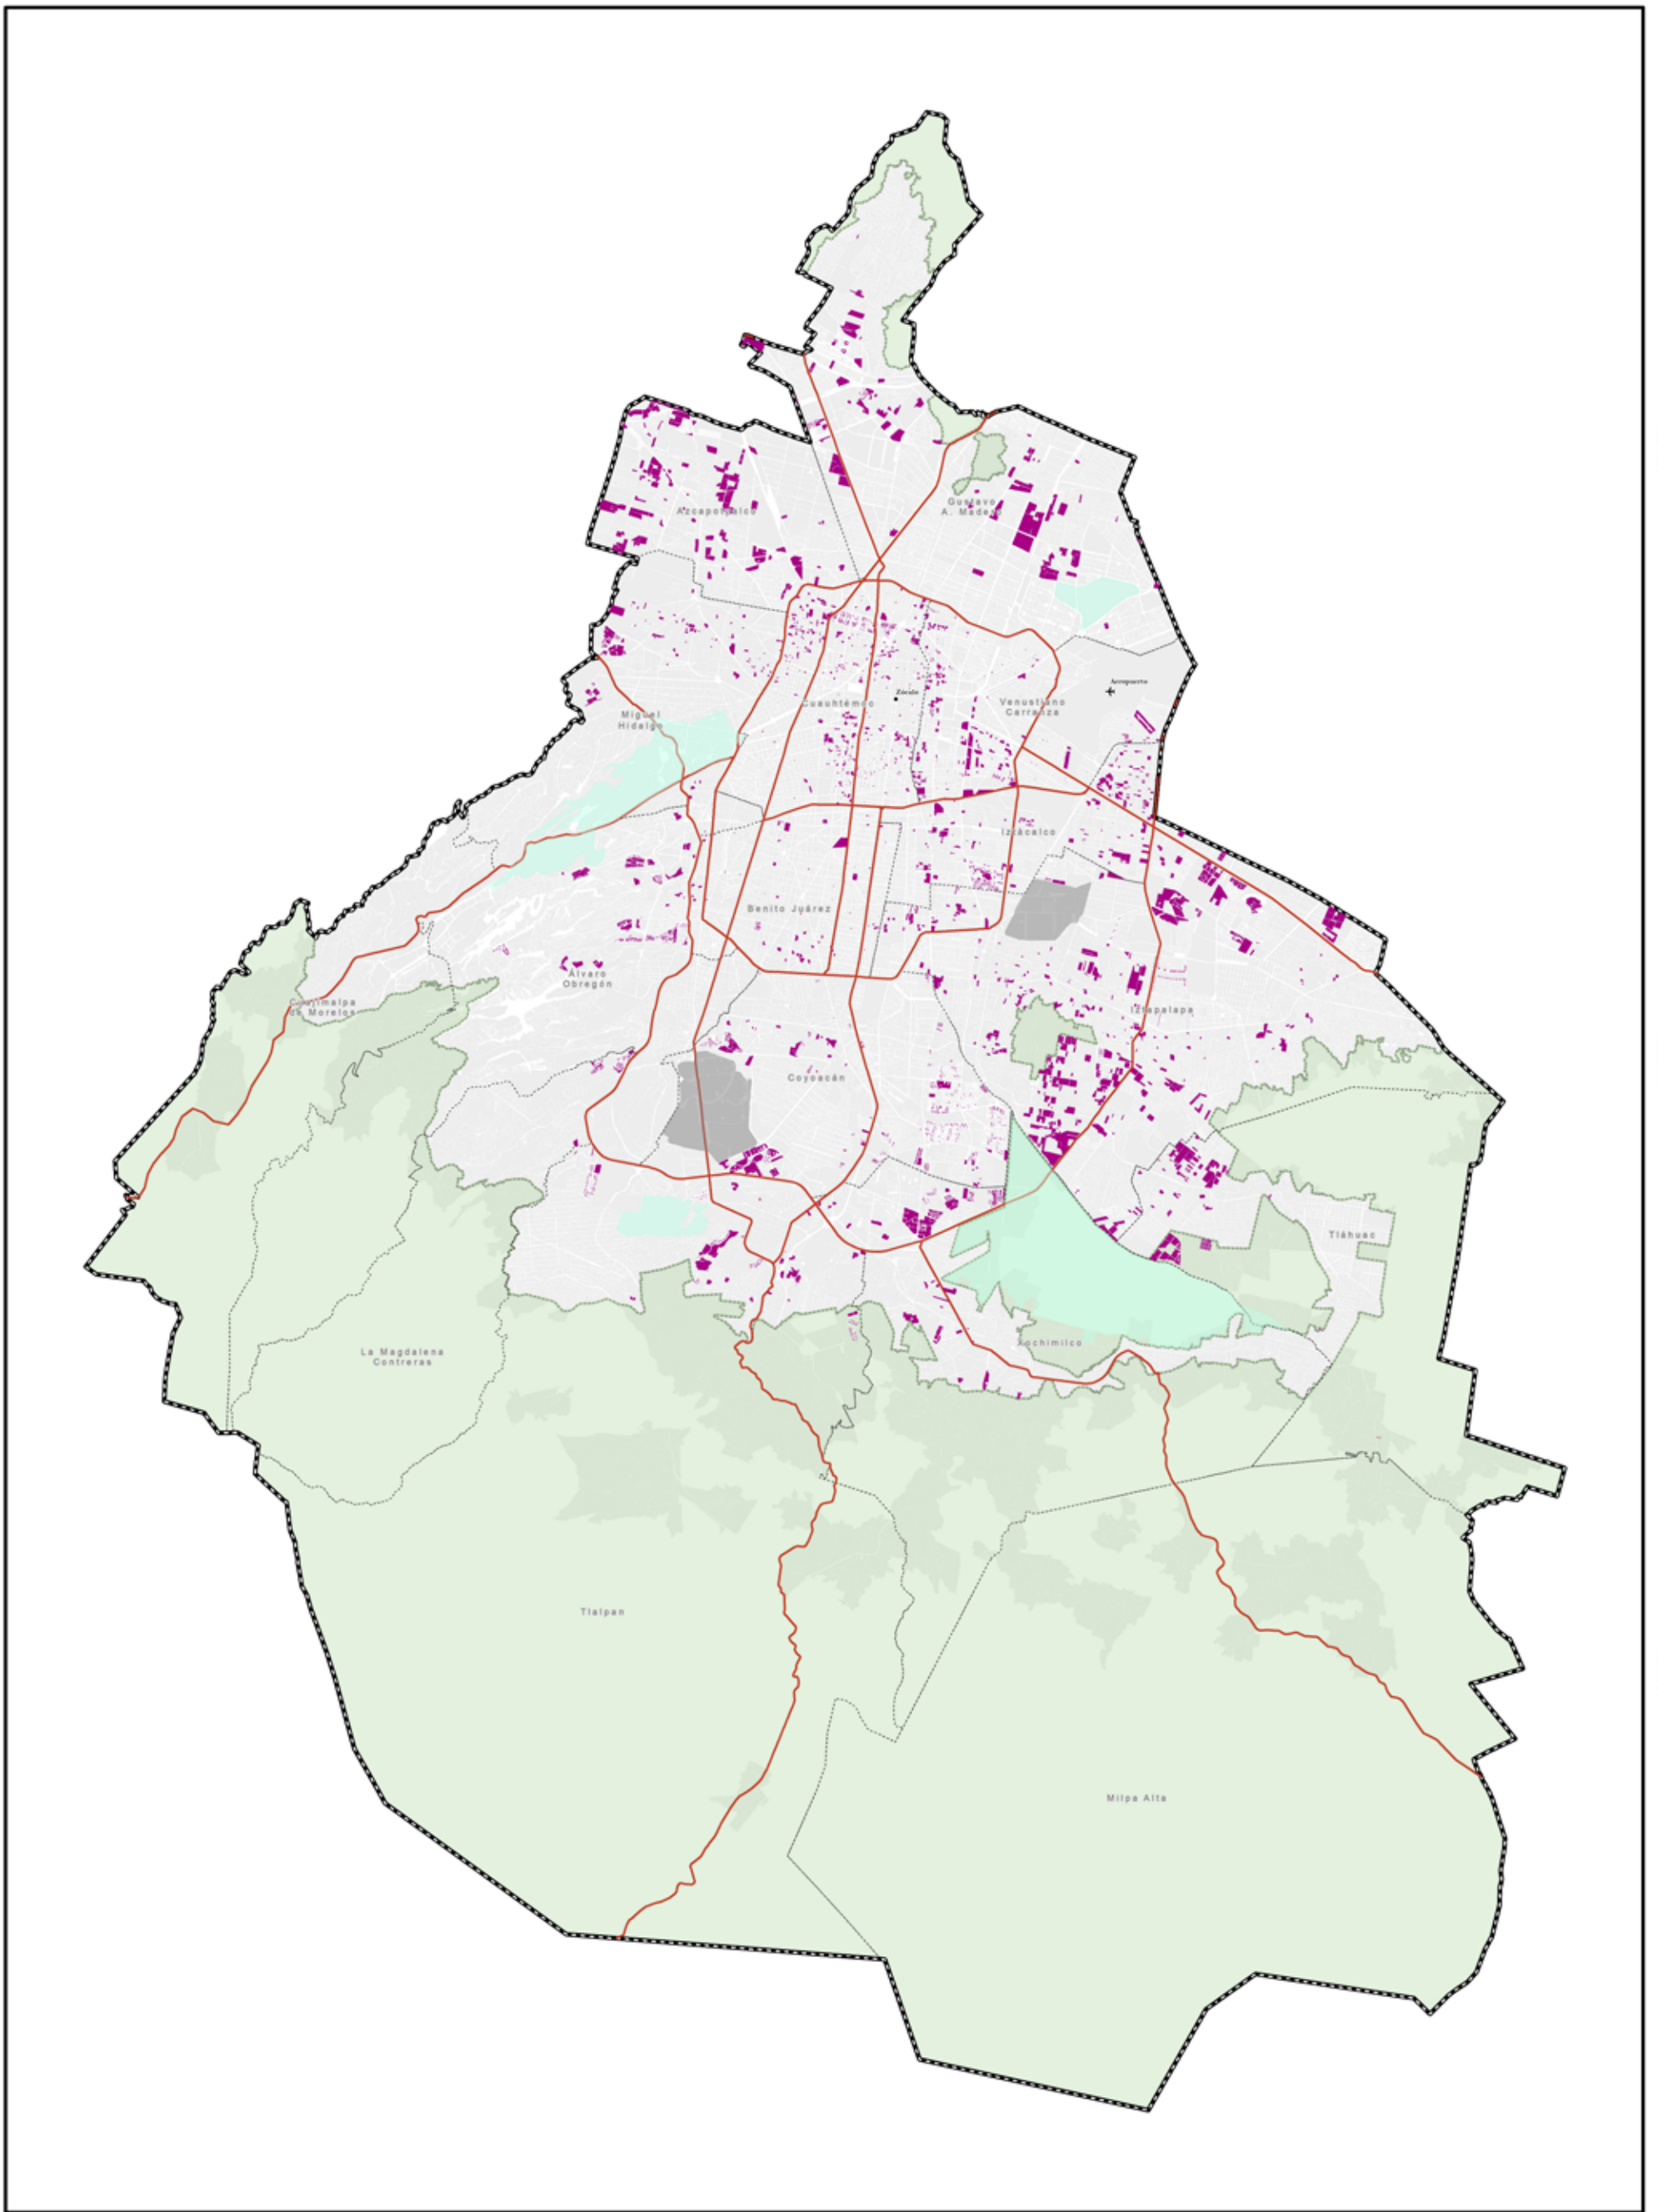 Gustavo
A. Madero
Azcapotzalco
Aeropuerto
Zócalo
Cuauhtémoc
Venustiano
Carranza
Miguel
Hidalgo
Iztacalco
Benito Juárez
Álvaro
Obregón
Cuajimalpa
de Morelos
Iztapalapa
Coyoacán
Tláhuac
Xochimilco
La Magdalena
Contreras
Tlalpan
Milpa Alta